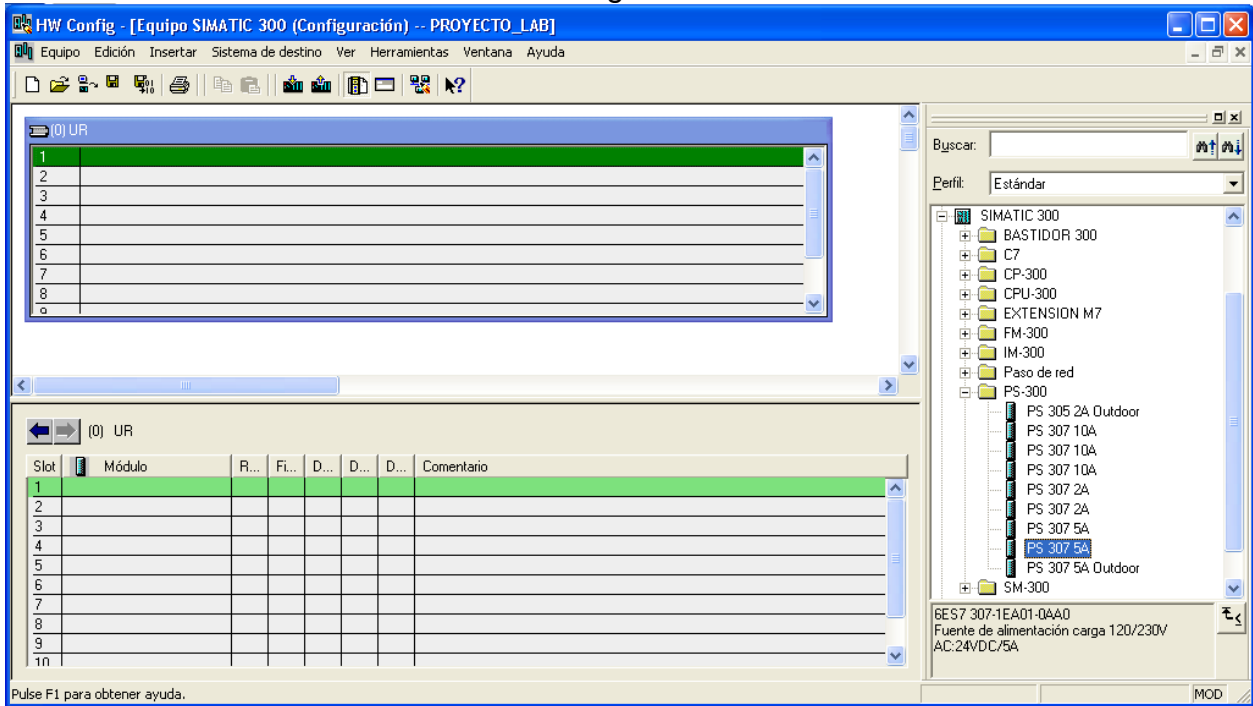 HW Config - [Equipo SIMATIC 300 (Configuración) -- PROYECTO_LAB]
Equipo Edición Insertar Sistema de destino Ver Herramientas Ventana Ayuda
(0) UR
1
2
3
4
5
6
7
8
9
Buscar:
Perfil: Estándar
SIMATIC 300
BASTIDOR 300
C7
CP-300
CPU-300
EXTENSION M7
FM-300
IM-300
Paso de red
PS-300
PS 305 2A Outdoor
PS 307 10A
PS 307 10A
PS 307 10A
PS 307 2A
PS 307 2A
PS 307 5A
PS 307 5A
PS 307 5A Outdoor
SM-300
6ES7 307-1EA01-0AA0
Fuente de alimentación carga 120/230V
AC:24VDC/5A
(0) UR
Slot Módulo R... Fi... D... D... D... Comentario
1
2
3
4
5
6
7
8
9
10
Pulse F1 para obtener ayuda.
MOD